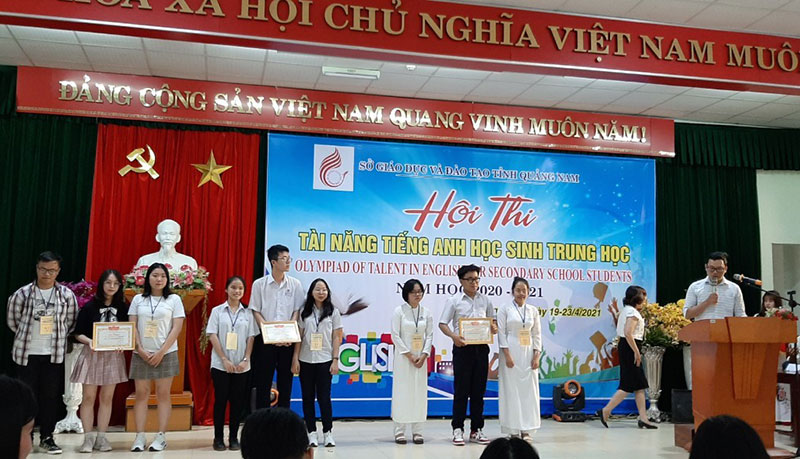 HÒA XÃ HỘI CHỦ NGHĨA VIỆT NAM MUÔN
ĐẢNG CỘNG SẢN VIỆT NAM QUANG VINH MUÔN NĂM!
SỞ GIÁO DỤC VÀ ĐÀO TẠO TỈNH QUẢNG NAM
Hội Thi
TÀI NĂNG TIẾNG ANH HỌC SINH TRUNG HỌC
OLYMPIAD OF TALENT IN ENGLISH FOR SECONDARY SCHOOL STUDENTS
NĂM HỌC 2020 - 2021
19-23/4/2021
GLIS